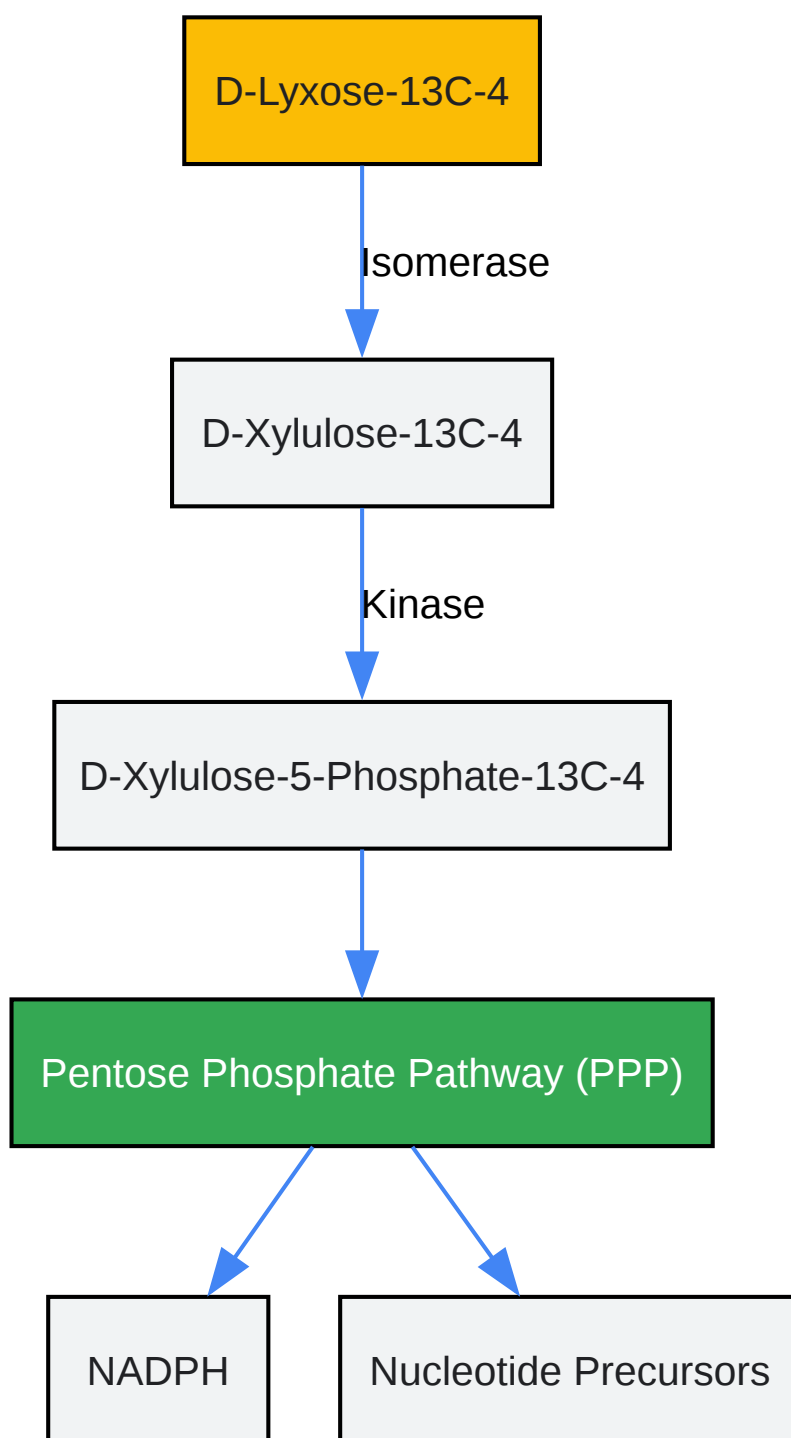 D-Lyxose-13C-4
Isomerase
D-Xylulose-13C-4
Kinase
D-Xylulose-5-Phosphate-13C-4
Pentose Phosphate Pathway (PPP)
NADPH
Nucleotide Precursors